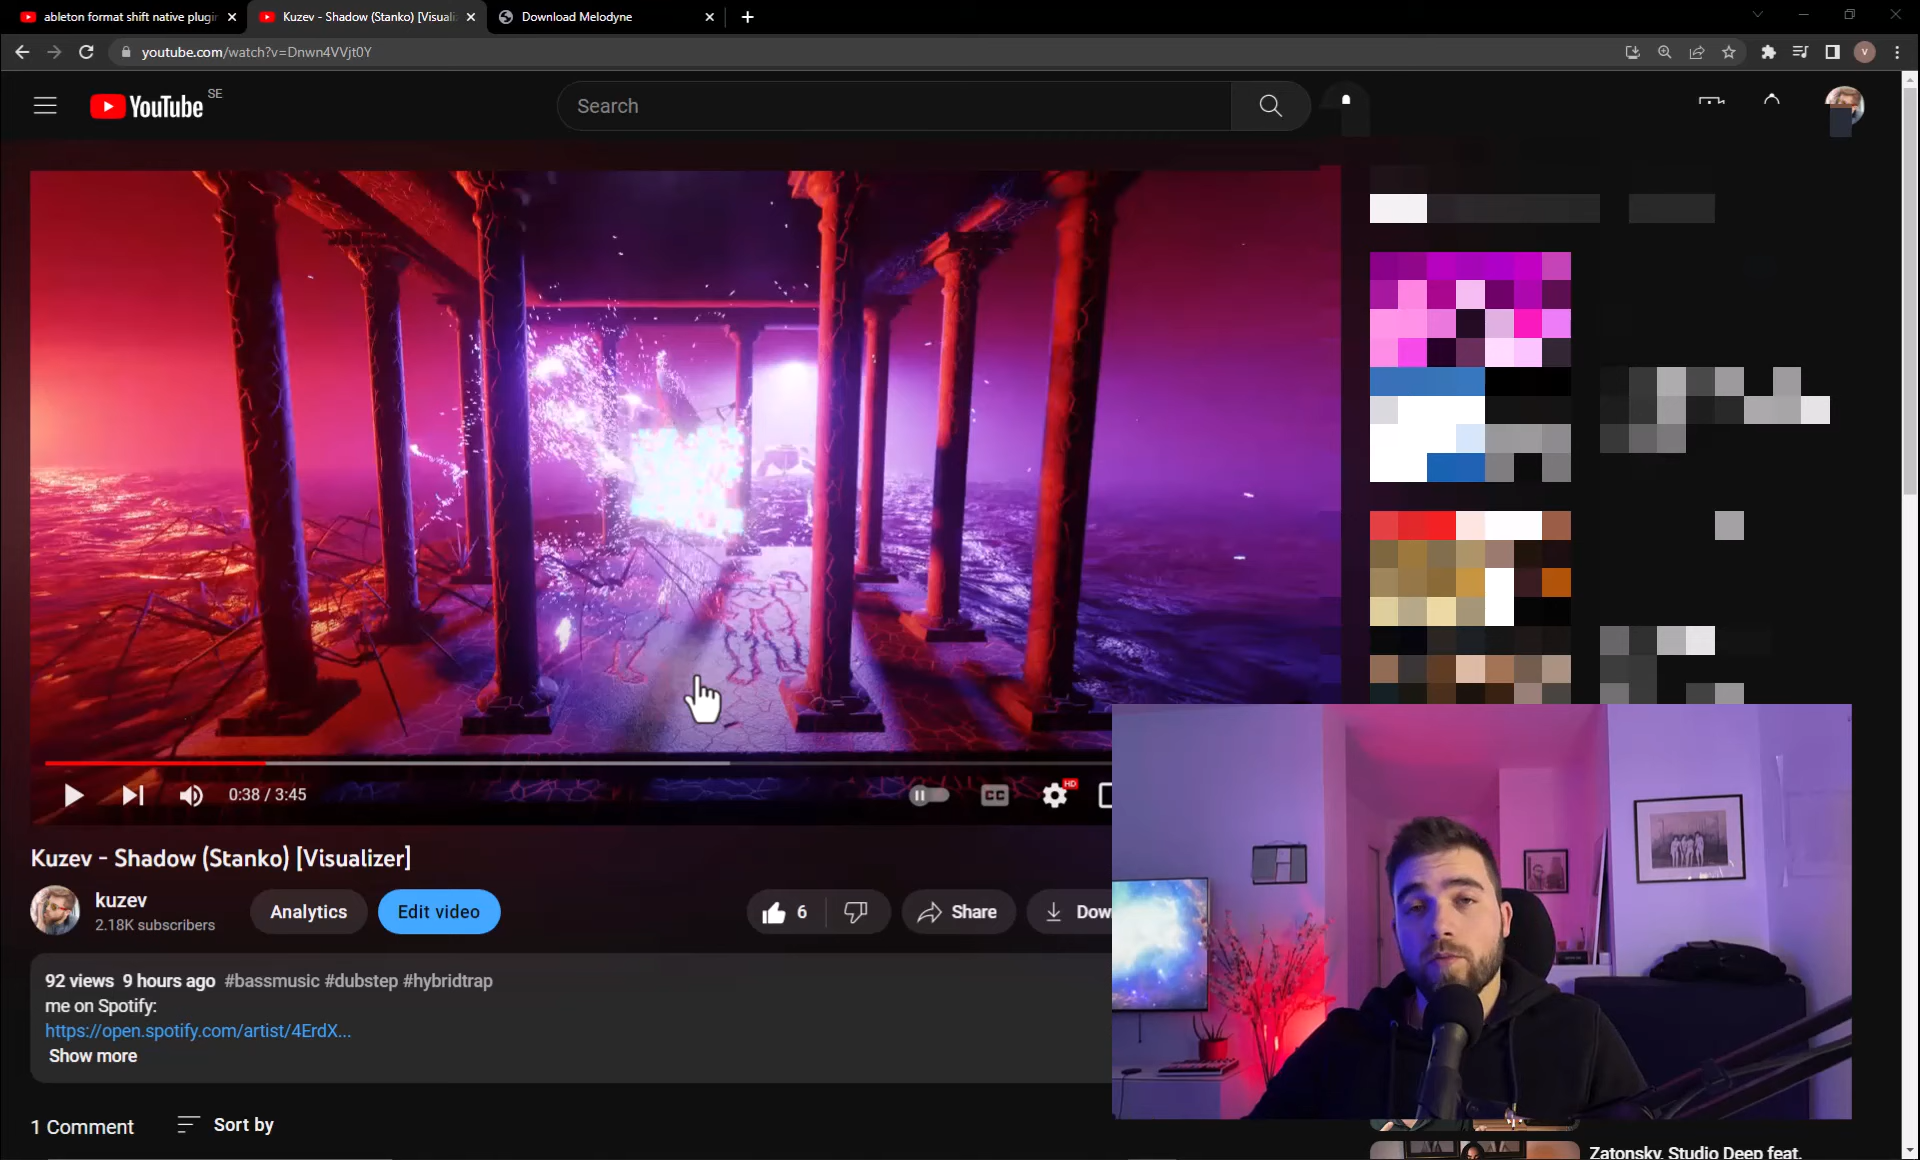 ableton format shift native plugin
Kuzev - Shadow (Stanko) [Visuali
Download Melodyne
youtube.com/watch?v=Dnwn4VVjt0Y
V
YouTube
SE
Search
0:38 / 3:45
CC
HD
Kuzev - Shadow (Stanko) [Visualizer]
kuzev
2.18K subscribers
Analytics
Edit video
6
Share
Dow
92 views 9 hours ago #bassmusic #dubstep #hybridtrap
me on Spotify:
https://open.spotify.com/artist/4ErdX...
Show more
1 Comment
Sort by
Zatonsky, Studio Deep feat.